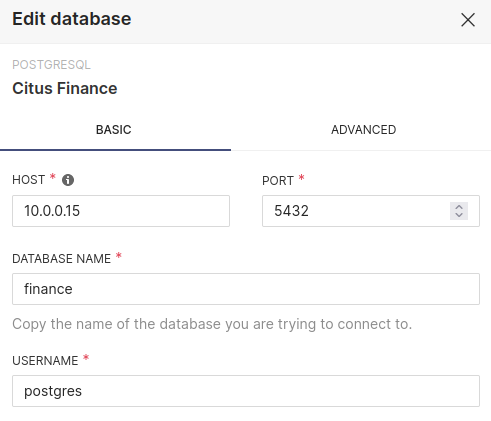 Edit database
POSTGRESQL
Citus Finance
BASIC ADVANCED
HOST * PORT *
10.0.0.15 5432
DATABASE NAME *
finance
Copy the name of the database you are trying to connect to.
USERNAME *
postgres